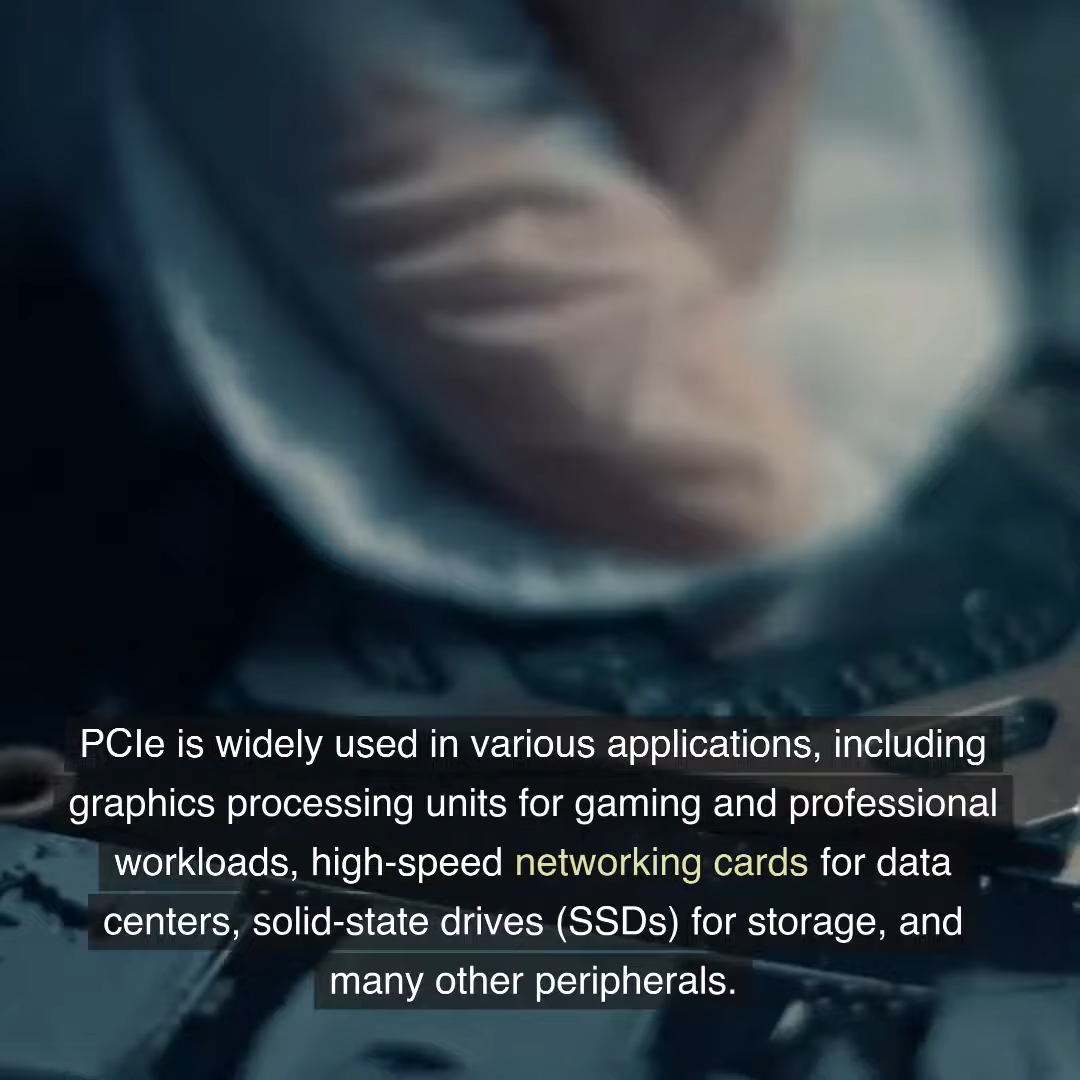 PCIe is widely used in various applications, including
graphics processing units for gaming and professional
workloads, high-speed networking cards for data
centers, solid-state drives (SSDs) for storage, and
many other peripherals.